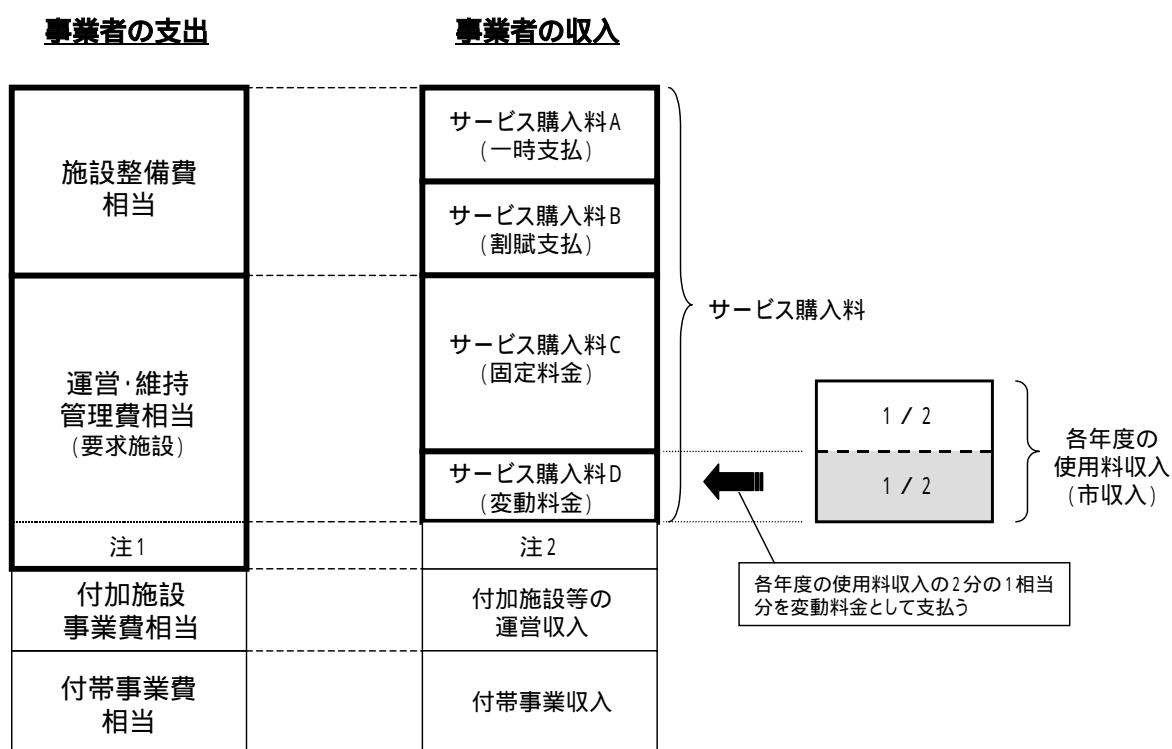 事業者の支出
事業者の収入
施設整備費
相当
運営・維持
管理費相当
(要求施設)
注1
付加施設
事業費相当
付帯事業費
相当
サービス購入料A
(一時支払)
サービス購入料B
(割賦支払)
サービス購入料C
(固定料金)
サービス購入料D
(変動料金)
注2
付加施設等の
運営収入
付帯事業収入
サービス購入料
1/2
1/2
各年度の
使用料収入
(市収入)
各年度の使用料収入の2分の1相当
分を変動料金として支払う